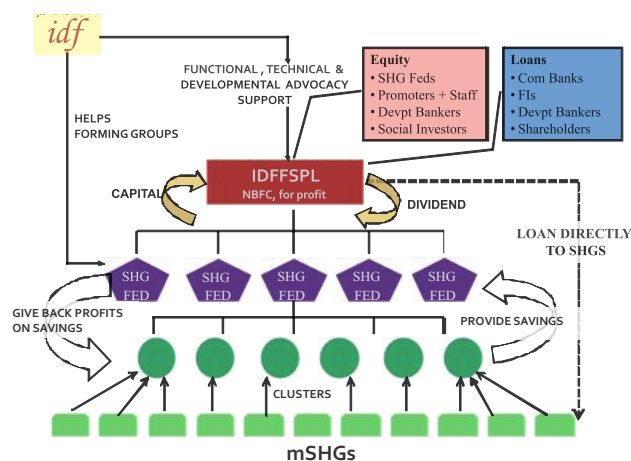 idf
FUNCTIONAL , TECHNICAL &
DEVELOPMENTAL ADVOCACY
SUPPORT
Equity
• SHG Feds
• Promoters + Staff
• Devpt Bankers
• Social Investors
Loans
• Com Banks
• FIs
• Devpt Bankers
• Shareholders
HELPS
FORMING GROUPS
IDFFSPL
NBFC, for profit
CAPITAL
DIVIDEND
LOAN DIRECTLY
TO SHGS
SHG
FED
SHG
FED
SHG
FED
SHG
FED
SHG
FED
GIVE BACK PROFITS
ON SAVINGS
PROVIDE SAVINGS
CLUSTERS
mSHGs